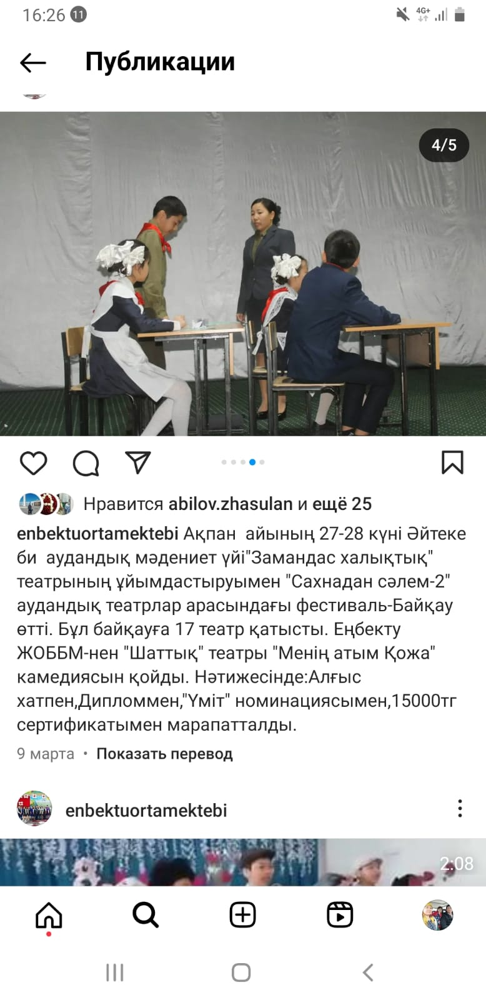 16:26 11
4G+
Публикации
4/5
Нравится abilov.zhasulan и ещё 25
enbektuortamektebi Ақпан айының 27-28 күні Әйтеке
би аудандық мәдениет үйі"Замандас халықтық"
театрының ұйымдастыруымен "Сахнадан сәлем-2"
аудандық театрлар арасындағы фестиваль-Байқау
өтті. Бұл байқауға 17 театр қатысты. Еңбекту
ЖОББМ-нен "Шаттық" театры "Менің атым Қожа"
камедиясын қойды. Нәтижесінде:Алғыс
хатпен,Дипломмен,"Үміт" номинациясымен,15000тг
сертификатымен марапатталды.
9 марта • Показать перевод
enbektuortamektebi
2:08